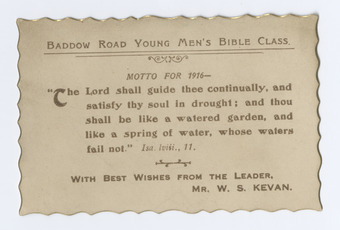 BADDOW ROAD YOUNG MEN'S BIBLE CLASS.
MOTTO FOR 1916—
"The Lord shall guide thee continually, and
satisfy thy soul in drought; and thou
shall be like a watered garden, and
like a spring of water, whose waters
fail not." Isa. lviii., 11.
WITH BEST WISHES FROM THE LEADER,
MR. W. S. KEVAN.